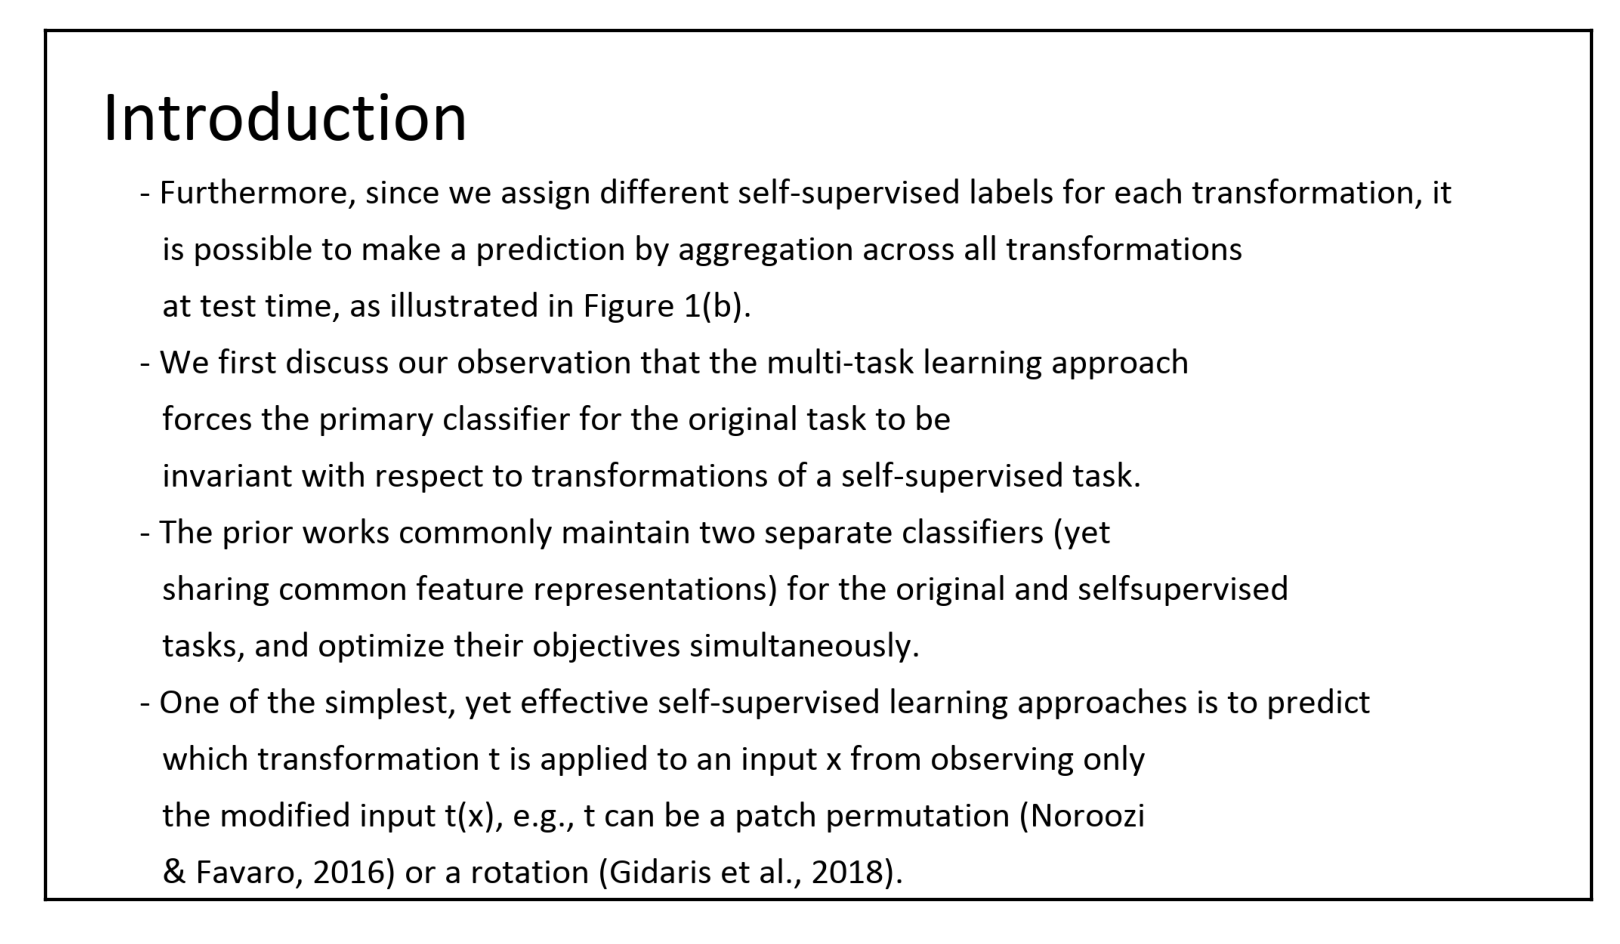 Introduction
- Furthermore, since we assign different self-supervised labels for each transformation, it
is possible to make a prediction by aggregation across all transformations
at test time, as illustrated in Figure 1(b).
- We first discuss our observation that the multi-task learning approach
forces the primary classifier for the original task to be
invariant with respect to transformations of a self-supervised task.
- The prior works commonly maintain two separate classifiers (yet
sharing common feature representations) for the original and selfsupervised
tasks, and optimize their objectives simultaneously.
- One of the simplest, yet effective self-supervised learning approaches is to predict
which transformation t is applied to an input x from observing only
the modified input t(x), e.g., t can be a patch permutation (Noroozi
& Favaro, 2016) or a rotation (Gidaris et al., 2018).